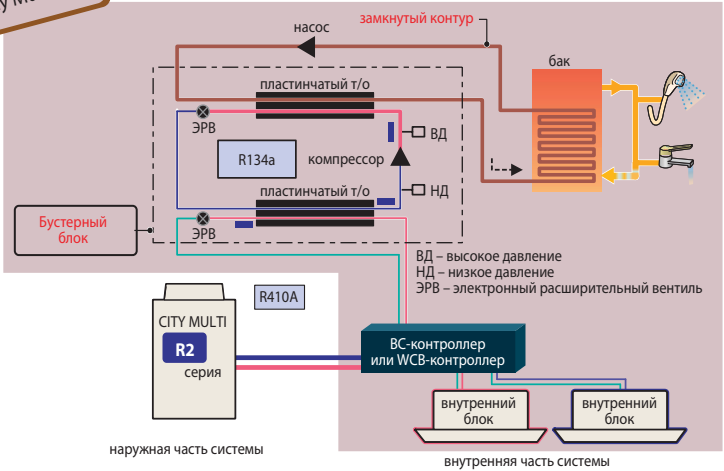 насос
замкнутый контур
бак
пластинчатый т/о
ЭРВ
ВД
R134a
компрессор
НД
пластинчатый т/о
ЭРВ
Бустерный
блок
ВД – высокое давление
НД – низкое давление
ЭРВ – электронный расширительный вентиль
R410A
CITY MULTI
R2
серия
BC-контроллер
или WCB-контроллер
внутренний
блок
внутренний
блок
наружная часть системы
внутренняя часть системы